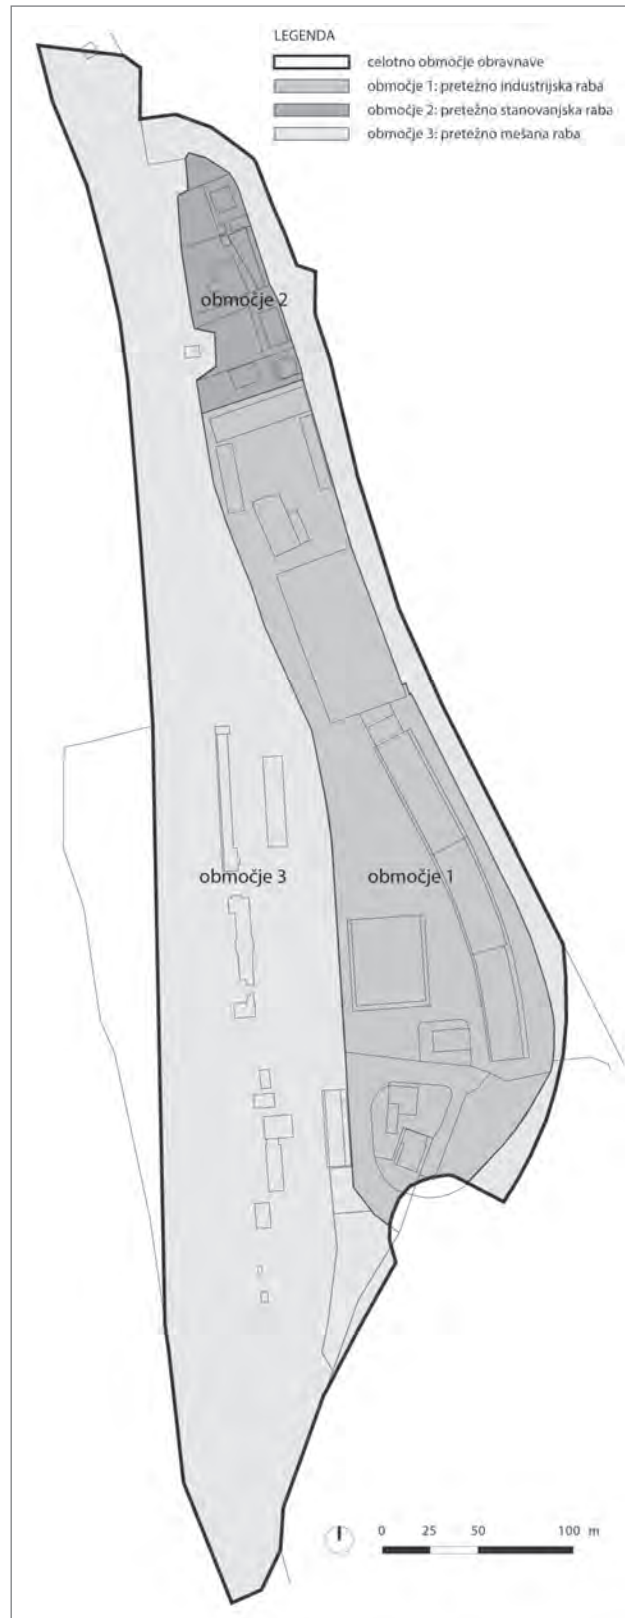 LEGENDA
celotno območje obravnave
območje 1: pretežno industrijska raba
območje 2: pretežno stanovanjska raba
območje 3: pretežno mešana raba
območje 2
območje 3
območje 1
0 25 50 100 m